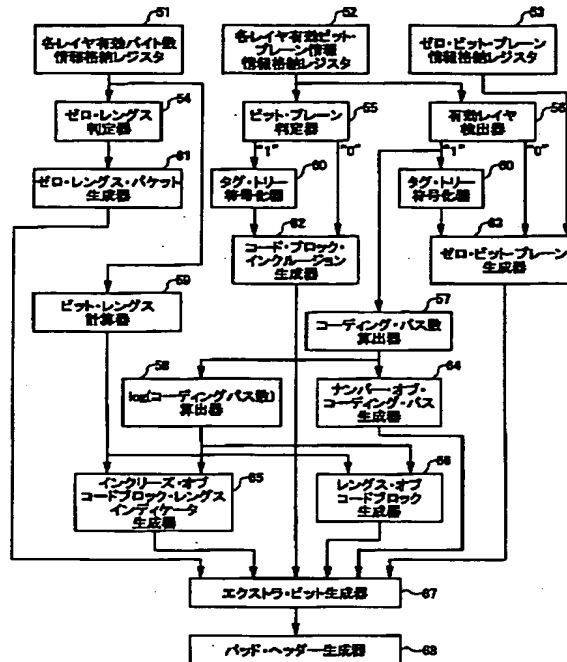 51
各レイヤ有効バイト数
情報格納レジスタ
52
各レイヤ有効ビット・
プレーン情報
情報格納レジスタ
53
ゼロ・ビット・プレーン
情報格納レジスタ
54
ゼロ・レングス
判定器
55
ビット・プレーン
判定器
56
有効レイヤ
検出器
"1"
"0"
"1"
"0"
61
ゼロ・レングス・パケット
生成器
60
タグ・トリー
符号化器
60
タグ・トリー
符号化器
62
コード・ブロック・
インクルージョン
生成器
63
ゼロ・ビット・プレーン
生成器
59
ビット・レングス
計算器
57
コーディング・パス数
算出器
58
log(コーディングパス数)
算出器
64
ナンバー・オブ・
コーディング・パス
生成器
65
インクリーズ・オブ
コードブロック・レングス
インディケータ
生成器
66
レングス・オブ
コードブロック
生成器
エクストラ・ビット生成器
67
パッド・ヘッダー生成器
68